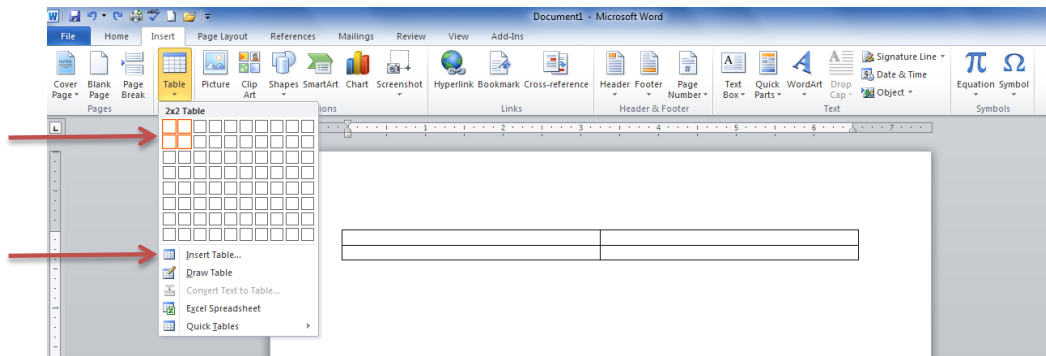 Document1 - Microsoft Word
File Home Insert Page Layout References Mailings Review View Add-Ins
Cover Page Blank Page Page Break Table Picture Clip Art Shapes SmartArt Chart Screenshot Hyperlink Bookmark Cross-reference Header Footer Page Number Text Box Quick Parts WordArt Drop Cap Signature Line Date & Time Object Equation Symbol
Pages ions Links Header & Footer Text Symbols
2x2 Table
1 2 3 4 5 6 7
Insert Table...
Draw Table
Convert Text to Table...
Excel Spreadsheet
Quick Tables